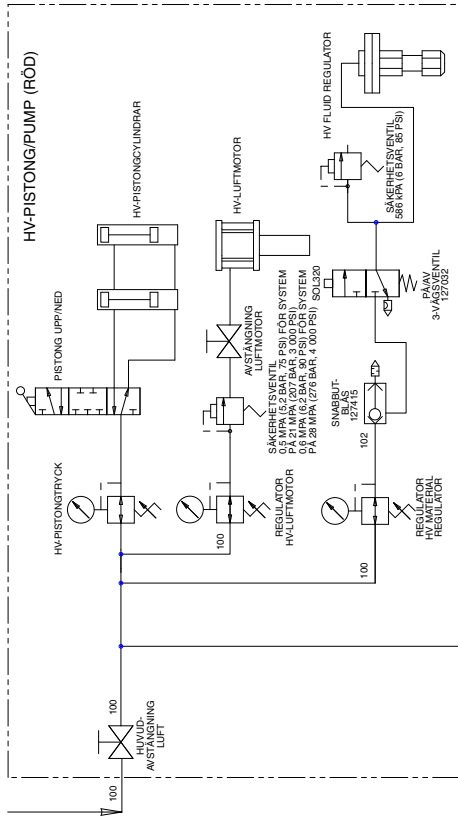 HV-PISTONG/PUMP (RÖD)
HV-PISTONGCYLINDRAR
PISTONG UPP/NED
HV-PISTONGTRYCK
HV-LUFTMOTOR
AVSTÄNGNING
LUFTMOTOR
SÄKERHETSVENTIL
0,5 MPA (5,2 BAR, 75 PSI) FÖR SYSTEM
PÅ 21 MPA (207 BAR, 3 000 PSI)
0,6 MPA (6,2 BAR, 90 PSI) FÖR SYSTEM
PÅ 28 MPA (276 BAR, 4 000 PSI)
REGULATOR
HV-LUFTMOTOR
100
HV FLUID REGULATOR
SÄKERHETSVENTIL
586 kPA (6 BAR, 85 PSI)
SOL320
PÅ/AV
3-VÄGSVENTIL
127032
SNABBUT-
BLÅS
127415
102
REGULATOR
HV MATERIAL
REGULATOR
100
100
HUVUD-
AVSTÄNGNING
LUFT
100